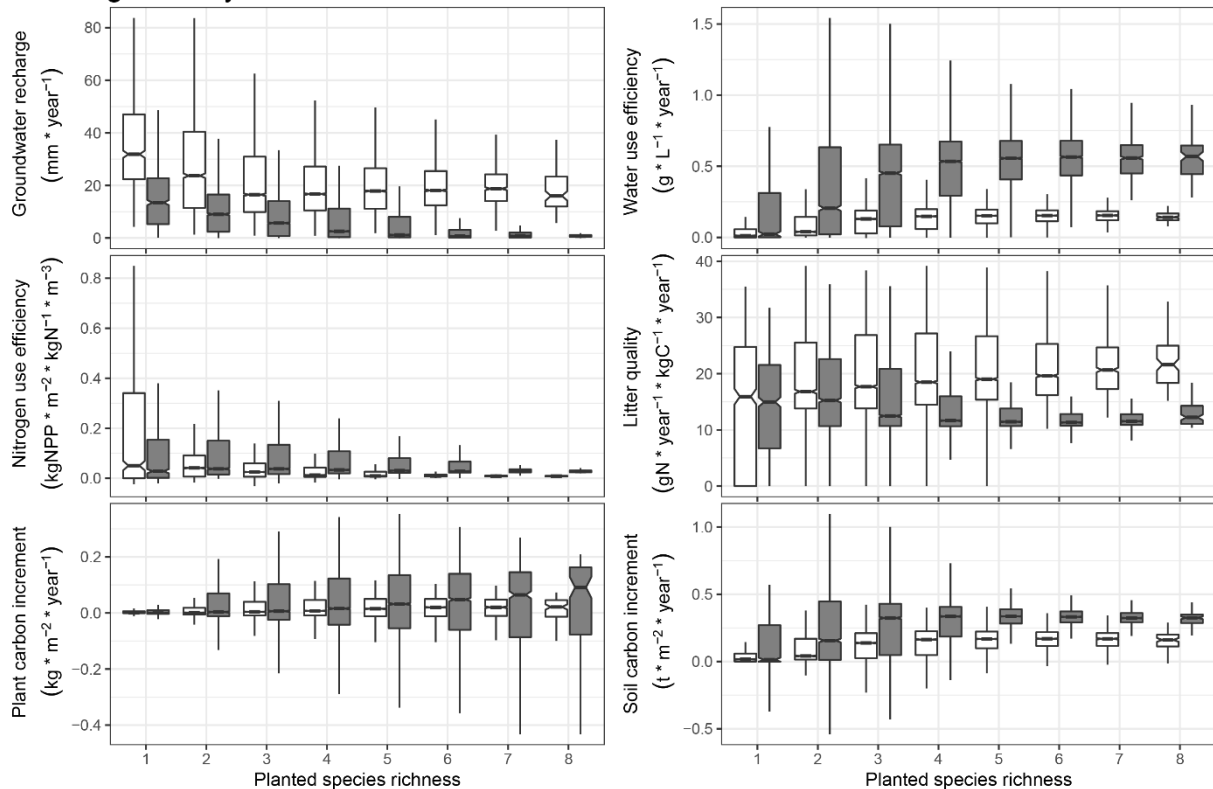 Groundwater recharge
(mm * year⁻¹)
80
60
40
20
0
Water use efficiency
(g * L⁻¹ * year⁻¹)
1.5
1.0
0.5
0.0
Nitrogen use efficiency
(kgNPP * m⁻² * kgN⁻¹ * m⁻³)
0.8
0.6
0.4
0.2
0.0
Litter quality
(gN * year⁻¹ * kgC⁻¹ * year⁻¹)
40
30
20
10
0
Plant carbon increment
(kg * m⁻² * year⁻¹)
0.2
0.0
−0.2
−0.4
1 2 3 4 5 6 7 8
Planted species richness
Soil carbon increment
(t * m⁻² * year⁻¹)
1.0
0.5
0.0
−0.5
1 2 3 4 5 6 7 8
Planted species richness